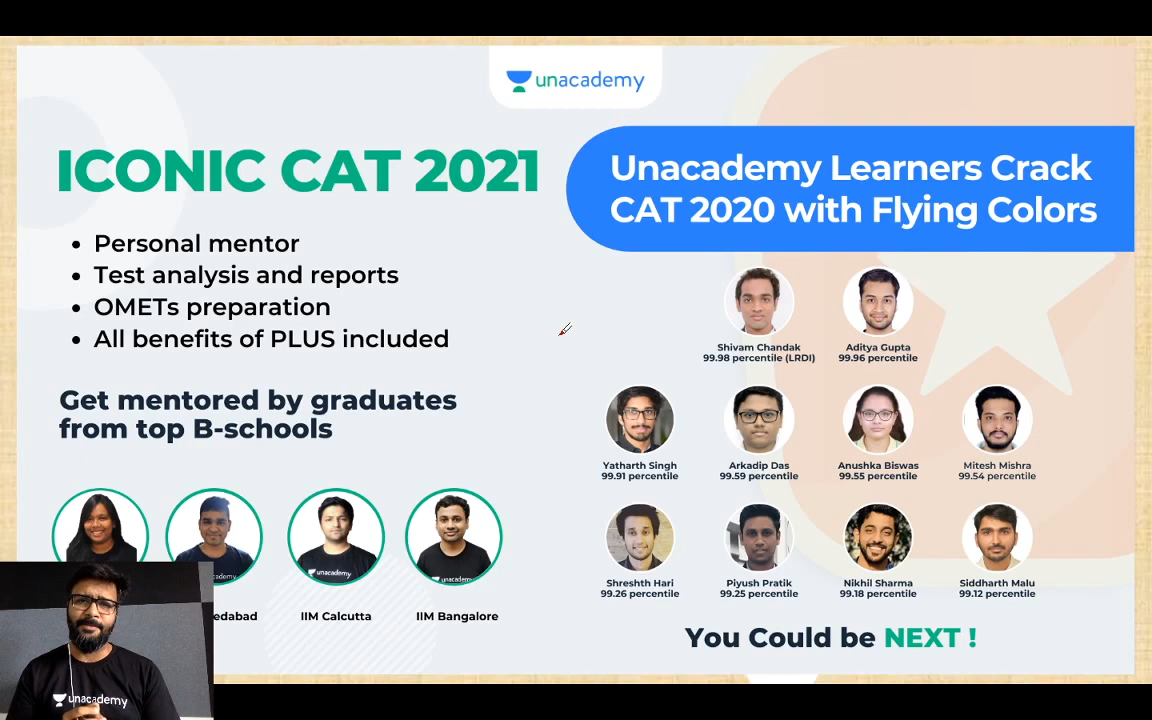 unacademy
ICONIC CAT 2021
• Personal mentor
• Test analysis and reports
• OMETs preparation
• All benefits of PLUS included
Get mentored by graduates
from top B-schools
unacademy
unacademy
IIM Calcutta
IIM Bangalore
unacademy
Unacademy Learners Crack
CAT 2020 with Flying Colors
Shivam Chandak
99.98 percentile (LRDI)
Aditya Gupta
99.96 percentile
Yatharth Singh
99.91 percentile
Arkadip Das
99.59 percentile
Anushka Biswas
99.55 percentile
Mitesh Mishra
99.54 percentile
Shreshth Hari
99.26 percentile
Piyush Pratik
99.25 percentile
Nikhil Sharma
99.18 percentile
Siddharth Malu
99.12 percentile
You Could be NEXT !